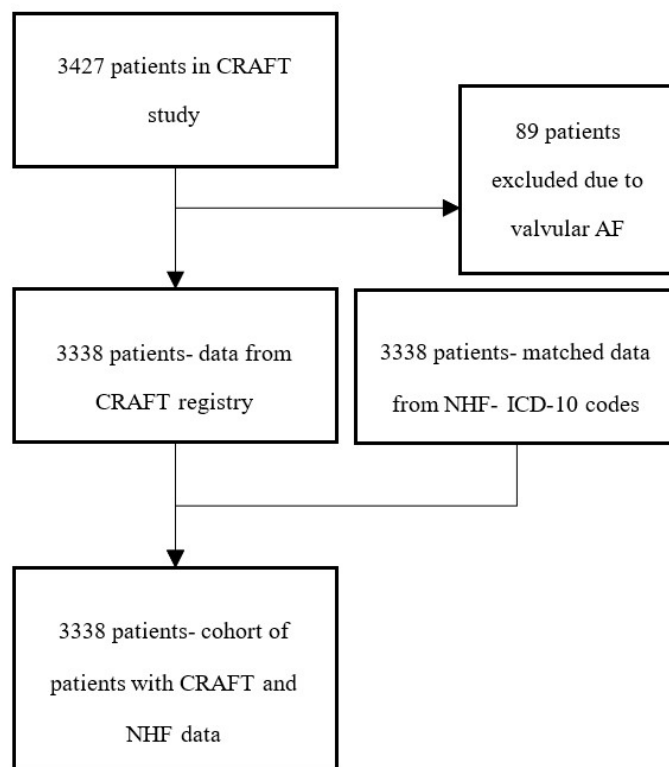 3427 patients in CRAFT
study
89 patients
excluded due to
valvular AF
3338 patients- data from
CRAFT registry
3338 patients- matched data
from NHF- ICD-10 codes
3338 patients- cohort of
patients with CRAFT and
NHF data